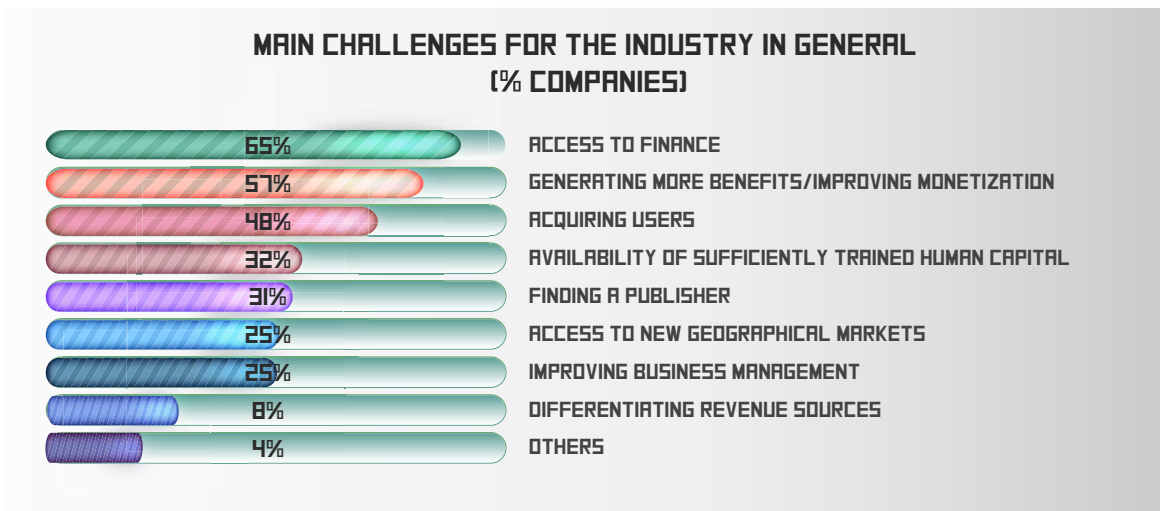 MAIN CHALLENGES FOR THE INDUSTRY IN GENERAL
(% COMPANIES)
65% ACCESS TO FINANCE
57% GENERATING MORE BENEFITS/IMPROVING MONETIZATION
48% ACQUIRING USERS
32% AVAILABILITY OF SUFFICIENTLY TRAINED HUMAN CAPITAL
31% FINDING A PUBLISHER
25% ACCESS TO NEW GEOGRAPHICAL MARKETS
25% IMPROVING BUSINESS MANAGEMENT
8% DIFFERENTIATING REVENUE SOURCES
4% OTHERS